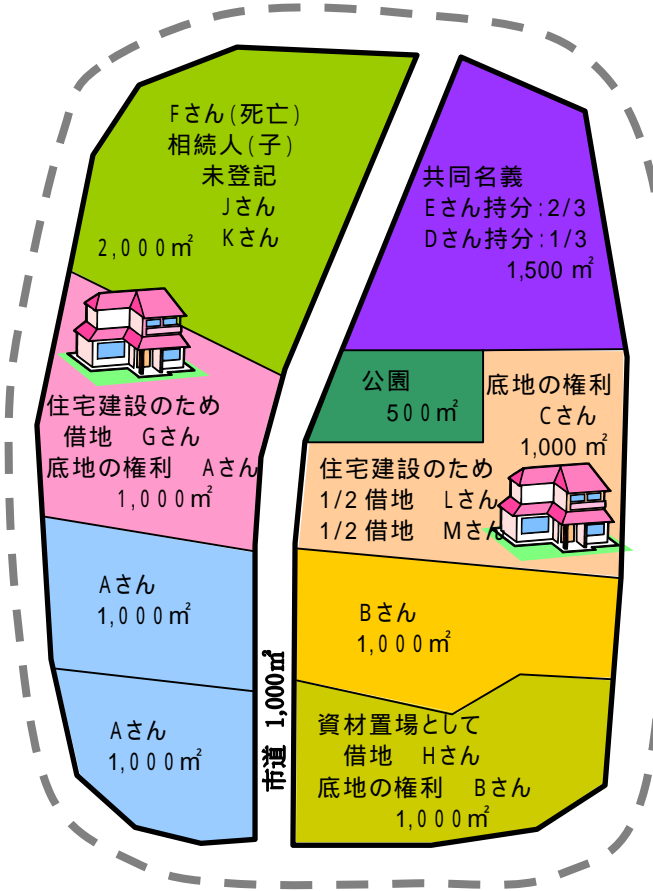 Fさん(死亡)
相続人(子)
未登記
Jさん
Kさん
2,000㎡
共同名義
Eさん持分:2/3
Dさん持分:1/3
1,500 ㎡
公園
500㎡
底地の権利
Cさん
1,000 ㎡
住宅建設のため
借地 Gさん
底地の権利 Aさん
1,000㎡
住宅建設のため
1/2 借地 Lさん
1/2 借地 Mさん
Aさん
1,000㎡
Bさん
1,000㎡
Aさん
1,000㎡
市道 1,000㎡
資材置場として
借地 Hさん
底地の権利 Bさん
1,000㎡